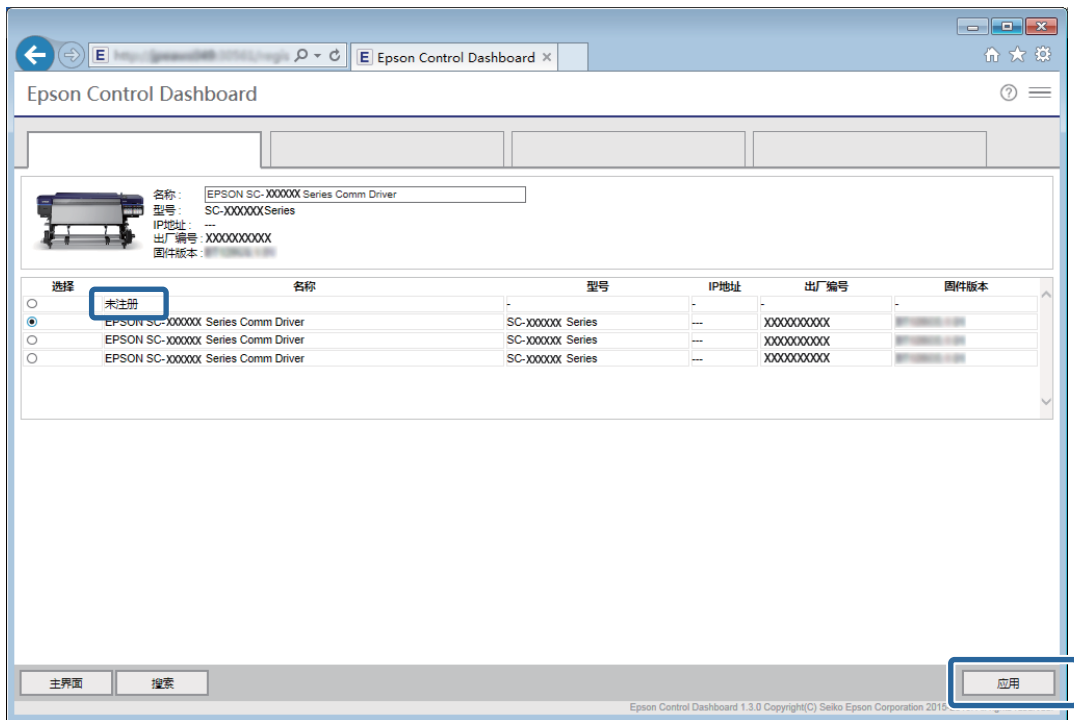 E
E Epson Control Dashboard ×
Epson Control Dashboard
名称 : EPSON SC-XXXXXX Series Comm Driver
型号 : SC-XXXXXXSeries
IP地址 : ---
出厂编号 : XXXXXXXXXX
固件版本 :
选择 名称 型号 IP地址 出厂编号 固件版本
未注册 - - - -
EPSON SC-XXXXXX Series Comm Driver SC-XXXXXX Series --- XXXXXXXXXX
EPSON SC-XXXXXX Series Comm Driver SC-XXXXXX Series --- XXXXXXXXXX
EPSON SC-XXXXXX Series Comm Driver SC-XXXXXX Series --- XXXXXXXXXX
主界面 搜索 应用
Epson Control Dashboard 1.3.0 Copyright(C) Seiko Epson Corporation